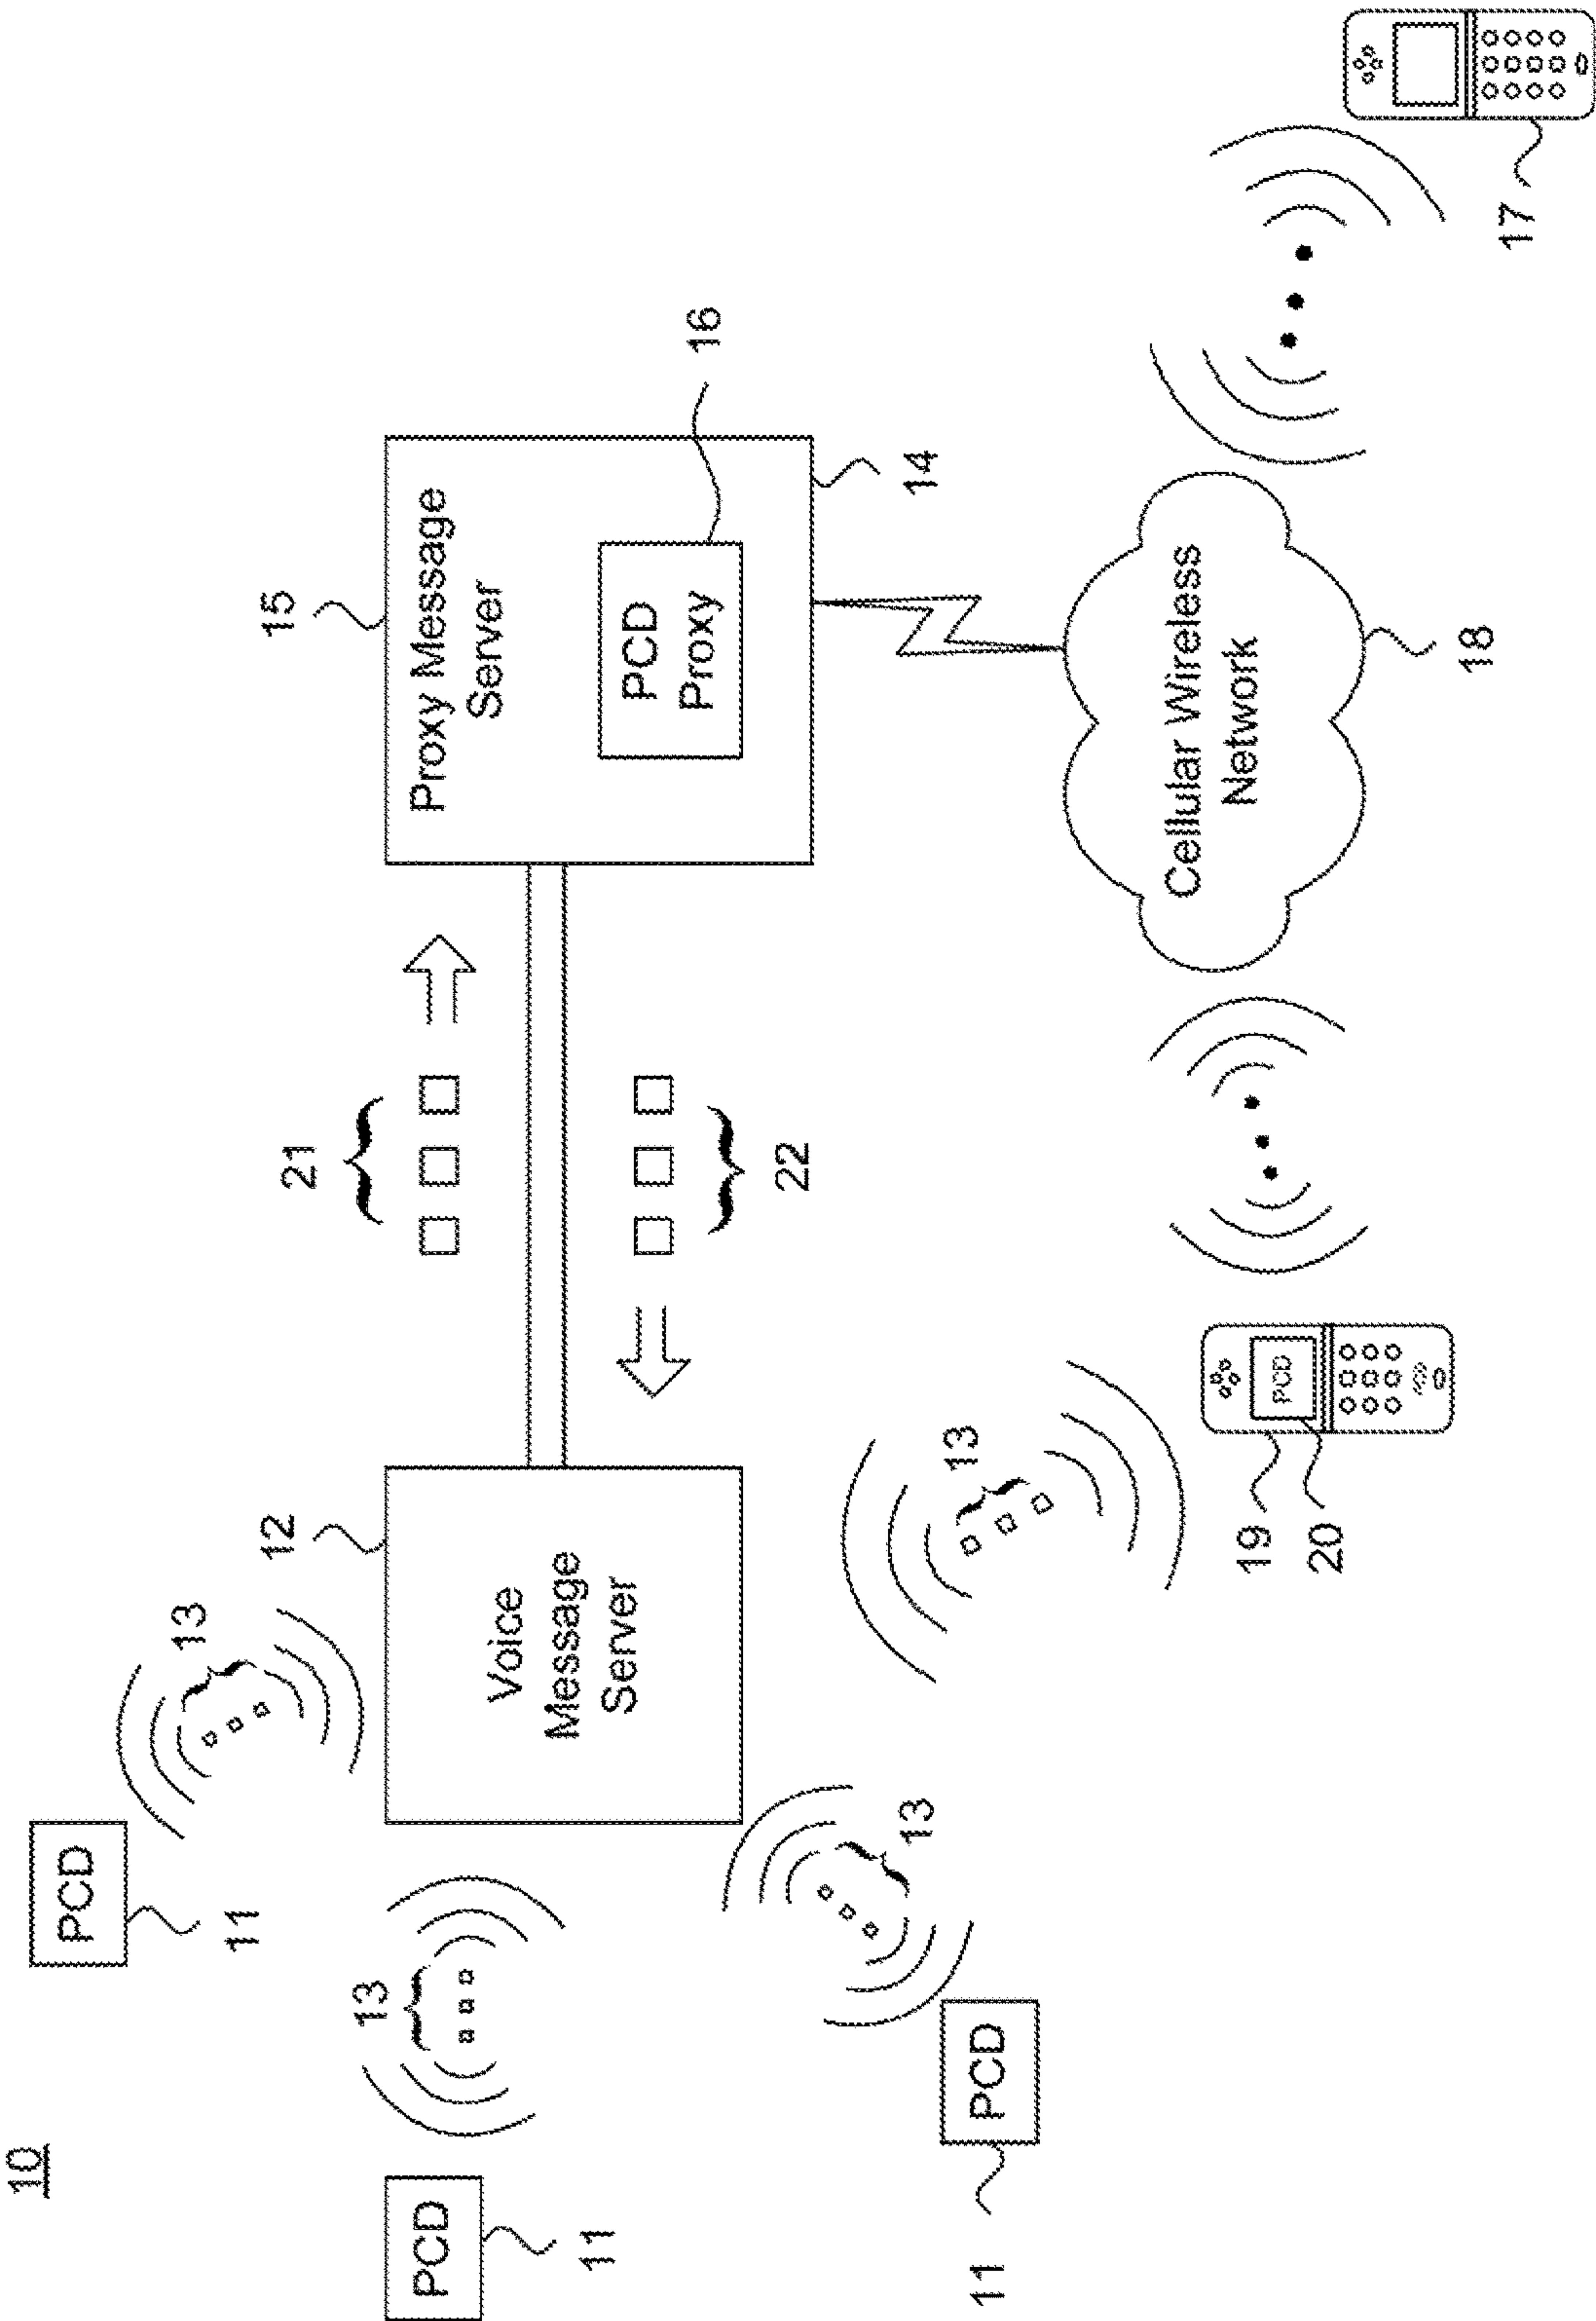 10
PCD
11
PCD
11
PCD
11
13
13
13
13
12
Voice
Message
Server
21
22
15
Proxy Message
Server
PCD
Proxy
16
14
Cellular Wireless
Network
18
PCD
19
20
17